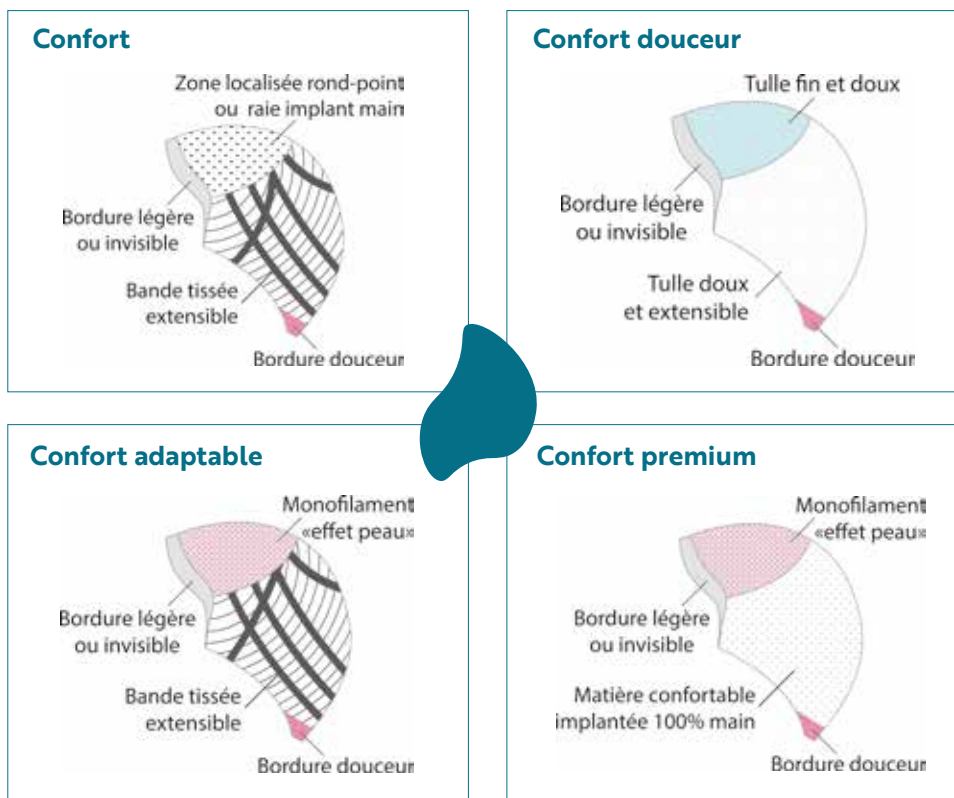 Confort
Zone localisée rond-point
ou raie implant main
Bordure légère
ou invisible
Bande tissée
extensible
Bordure douceur
Confort douceur
Tulle fin et doux
Bordure légère
ou invisible
Tulle doux
et extensible
Bordure douceur
Confort adaptable
Monofilament
«effet peau»
Bordure légère
ou invisible
Bande tissée
extensible
Bordure douceur
Confort premium
Monofilament
«effet peau»
Bordure légère
ou invisible
Matière confortable
implantée 100% main
Bordure douceur